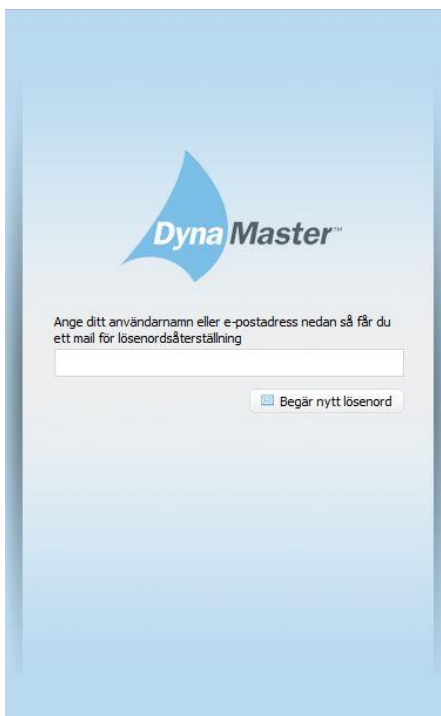 DynaMaster™
Ange ditt användarnamn eller e-postadress nedan så får du
ett mail för lösenordsåterställning
Begär nytt lösenord